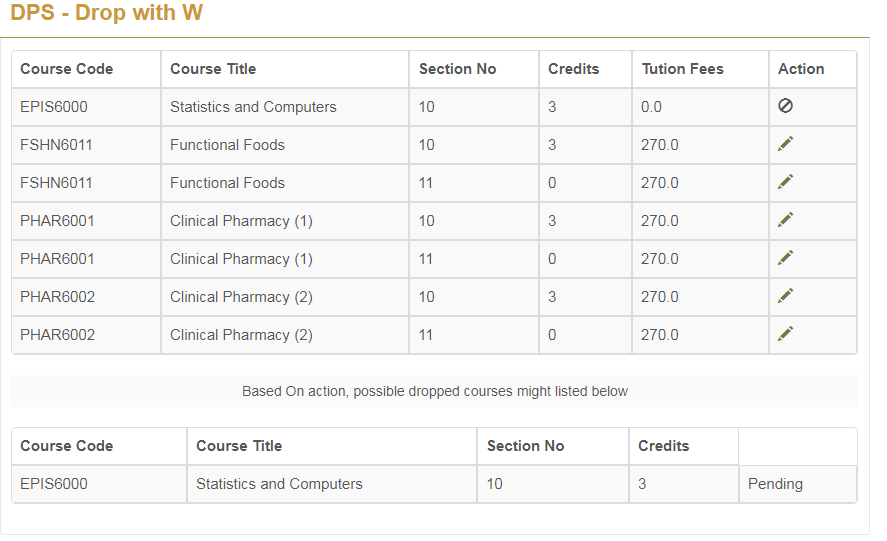 DPS - Drop with W
Course Code Course Title Section No Credits Tution Fees Action
EPIS6000 Statistics and Computers 10 3 0.0
FSHN6011 Functional Foods 10 3 270.0
FSHN6011 Functional Foods 11 0 270.0
PHAR6001 Clinical Pharmacy (1) 10 3 270.0
PHAR6001 Clinical Pharmacy (1) 11 0 270.0
PHAR6002 Clinical Pharmacy (2) 10 3 270.0
PHAR6002 Clinical Pharmacy (2) 11 0 270.0
Based On action, possible dropped courses might listed below
Course Code Course Title Section No Credits
EPIS6000 Statistics and Computers 10 3 Pending